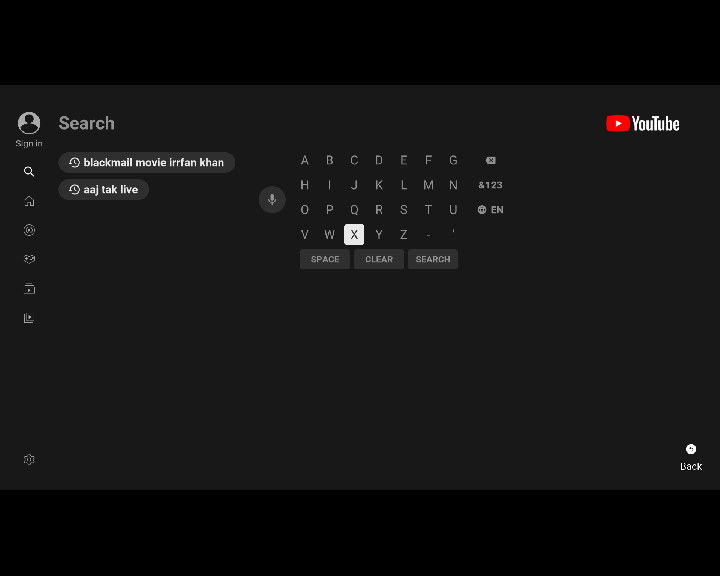 Search
YouTube
Sign in
blackmail movie irrfan khan
aaj tak live
A B C D E F G
H I J K L M N &123
O P Q R S T U EN
V W X Y Z - '
SPACE CLEAR SEARCH
Back